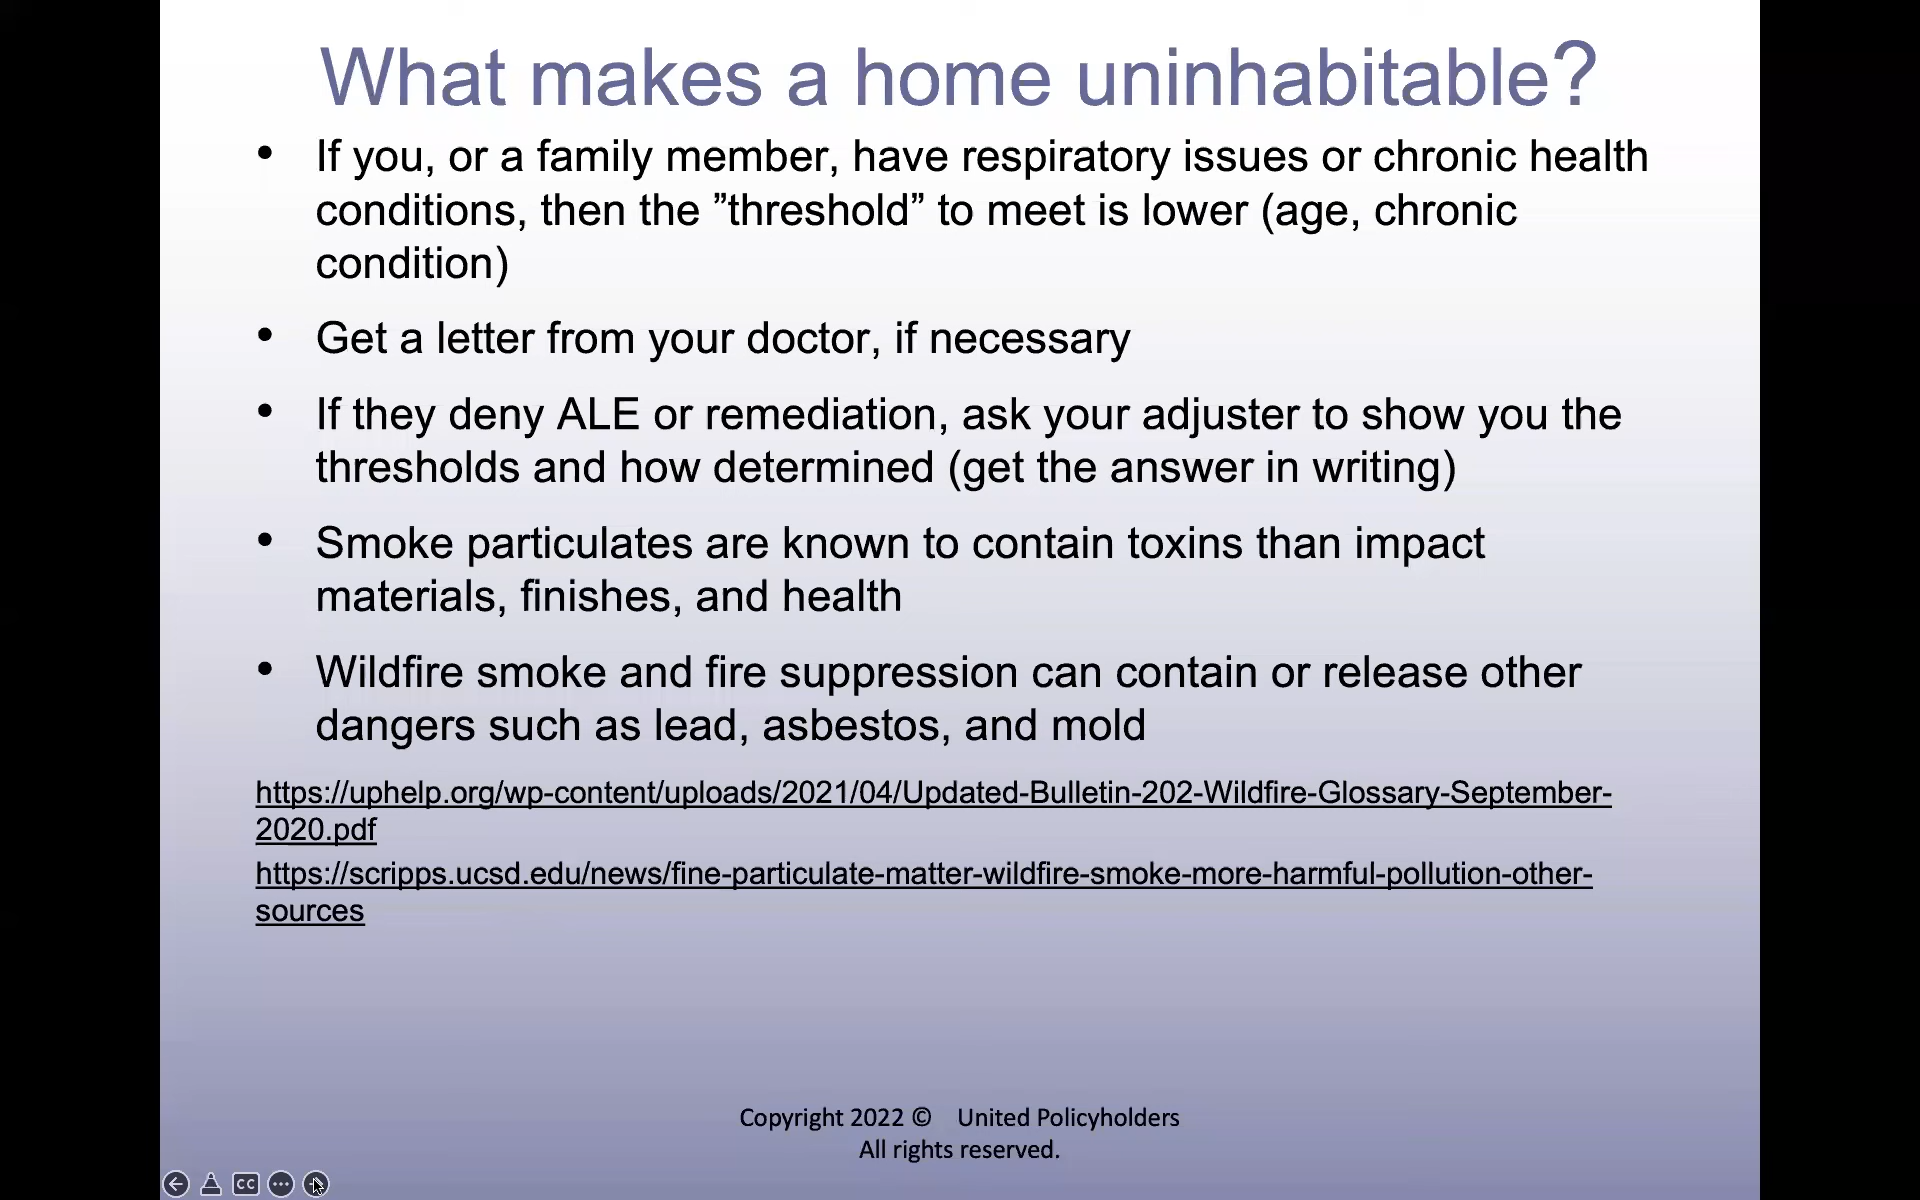 What makes a home uninhabitable?
• If you, or a family member, have respiratory issues or chronic health
conditions, then the ”threshold” to meet is lower (age, chronic
condition)
• Get a letter from your doctor, if necessary
• If they deny ALE or remediation, ask your adjuster to show you the
thresholds and how determined (get the answer in writing)
• Smoke particulates are known to contain toxins than impact
materials, finishes, and health
• Wildfire smoke and fire suppression can contain or release other
dangers such as lead, asbestos, and mold
https://uphelp.org/wp-content/uploads/2021/04/Updated-Bulletin-202-Wildfire-Glossary-September-
2020.pdf
https://scripps.ucsd.edu/news/fine-particulate-matter-wildfire-smoke-more-harmful-pollution-other-
sources
Copyright 2022 © United Policyholders
All rights reserved.
CC